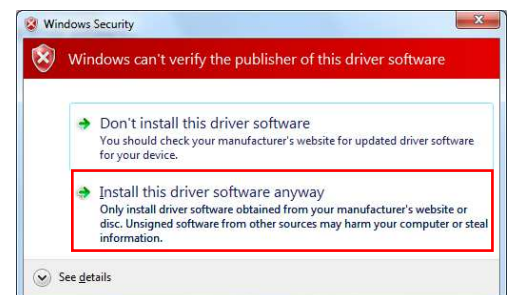 Windows Security
Windows can't verify the publisher of this driver software
Don't install this driver software
You should check your manufacturer's website for updated driver software
for your device.
Install this driver software anyway
Only install driver software obtained from your manufacturer's website or
disc. Unsigned software from other sources may harm your computer or steal
information.
See details